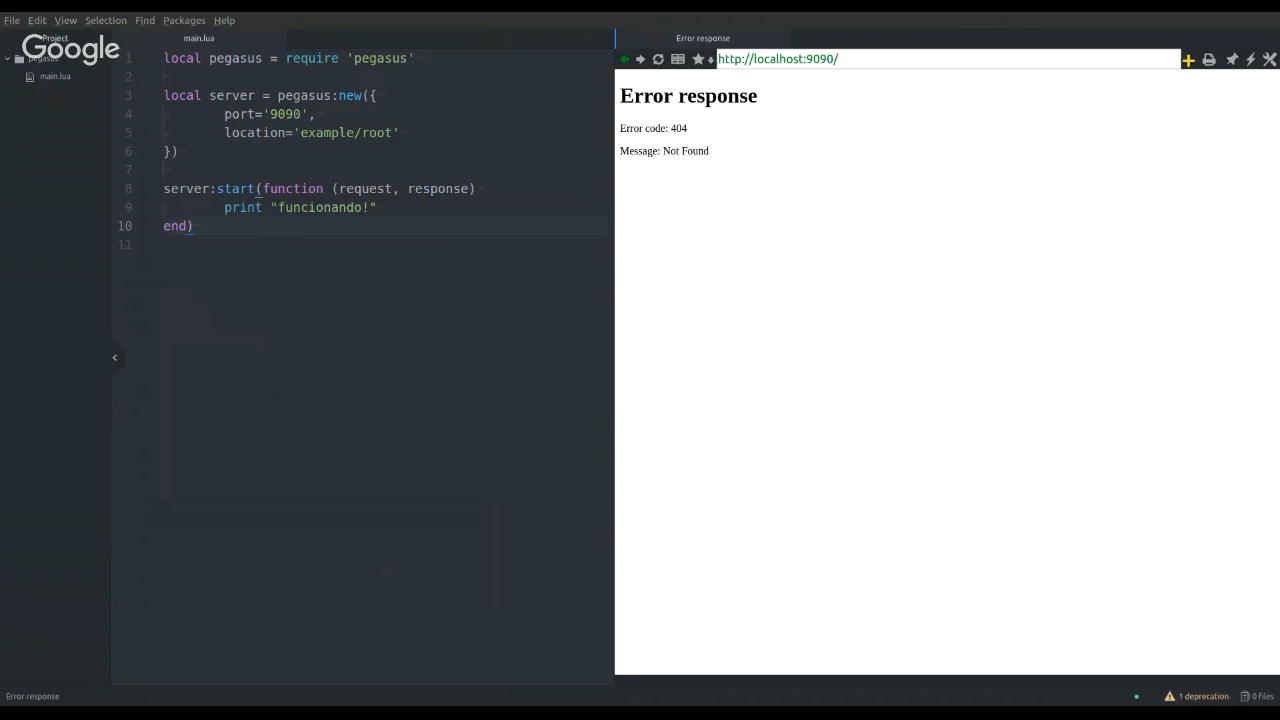 File Edit View Selection Find Packages Help
Project
main.lua
Error response
Google
main.lua
http://localhost:9090/
1 local pegasus = require 'pegasus'
2
3 local server = pegasus:new({
4 port='9090',
5 location='example/root'
6 })
7
8 server:start(function (request, response)
9 print "funcionando!"
10 end)
11
Error response
Error code: 404
Message: Not Found
Error response
1 deprecation
0 files